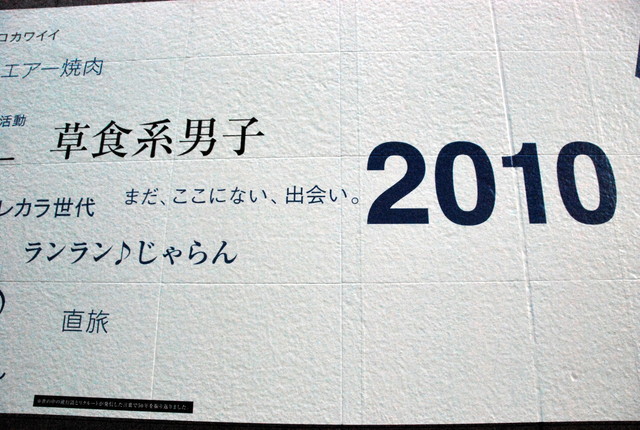 コカワイイ
エアー焼肉
活動
草食系男子
レカラ世代
まだ、ここにない、出会い。
2010
ランラン♪じゃらん
直旅